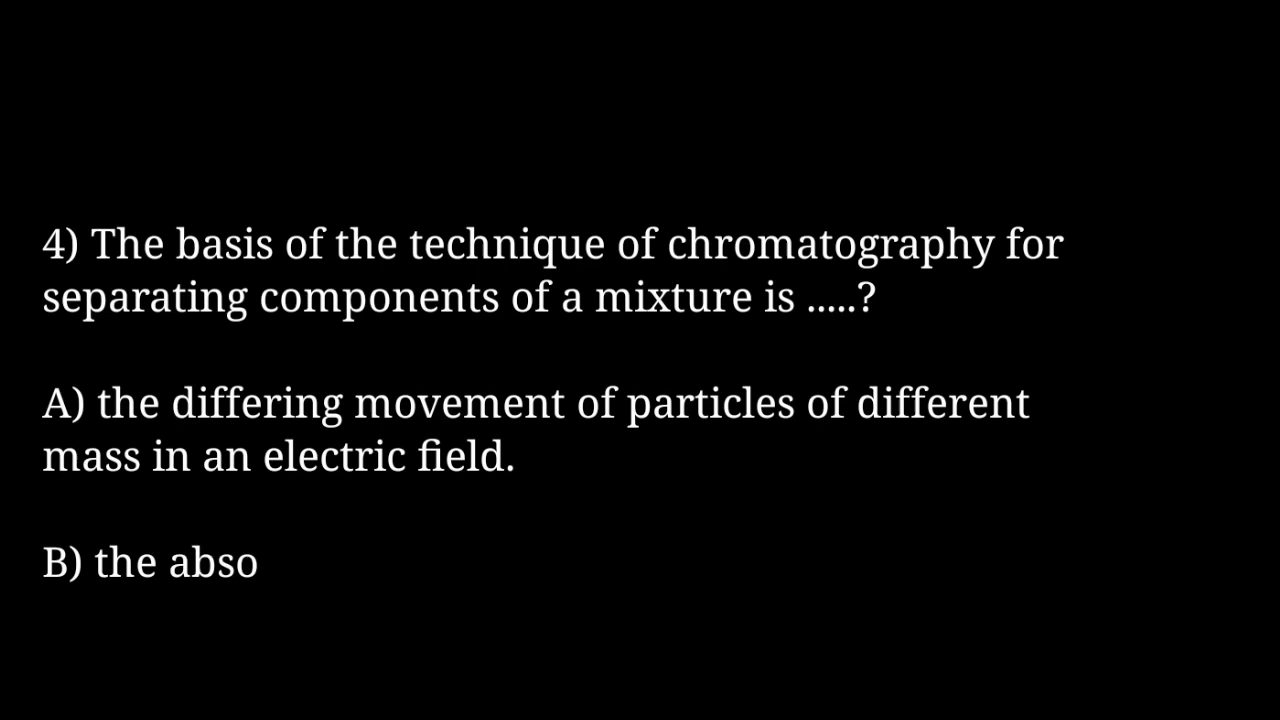 4) The basis of the technique of chromatography for
separating components of a mixture is .....?
A) the differing movement of particles of different
mass in an electric field.
B) the abso